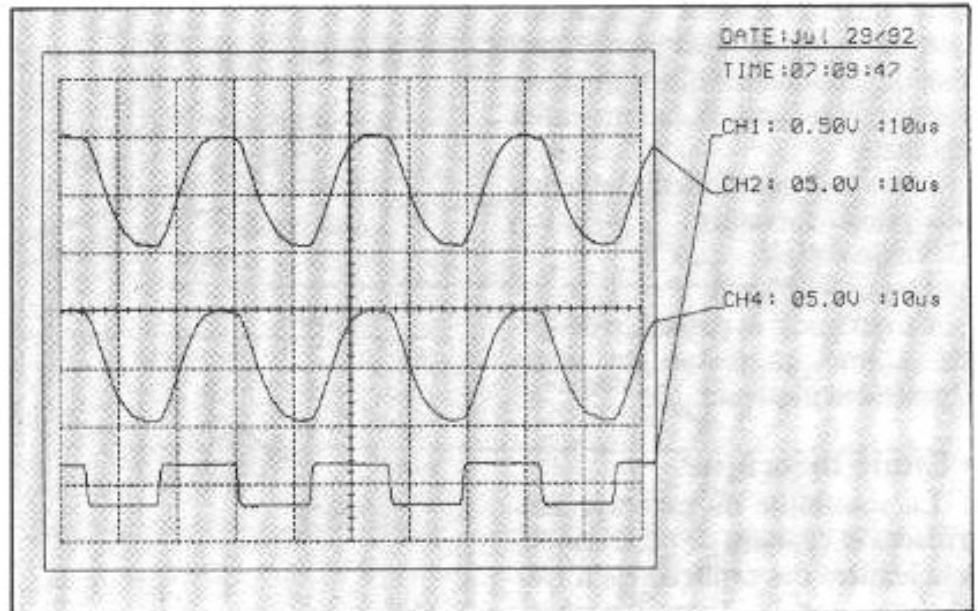 DATE:Jul 29/92
TIME:07:09:47
CH1: 0.50V :10us
CH2: 05.0V :10us
CH4: 05.0V :10us